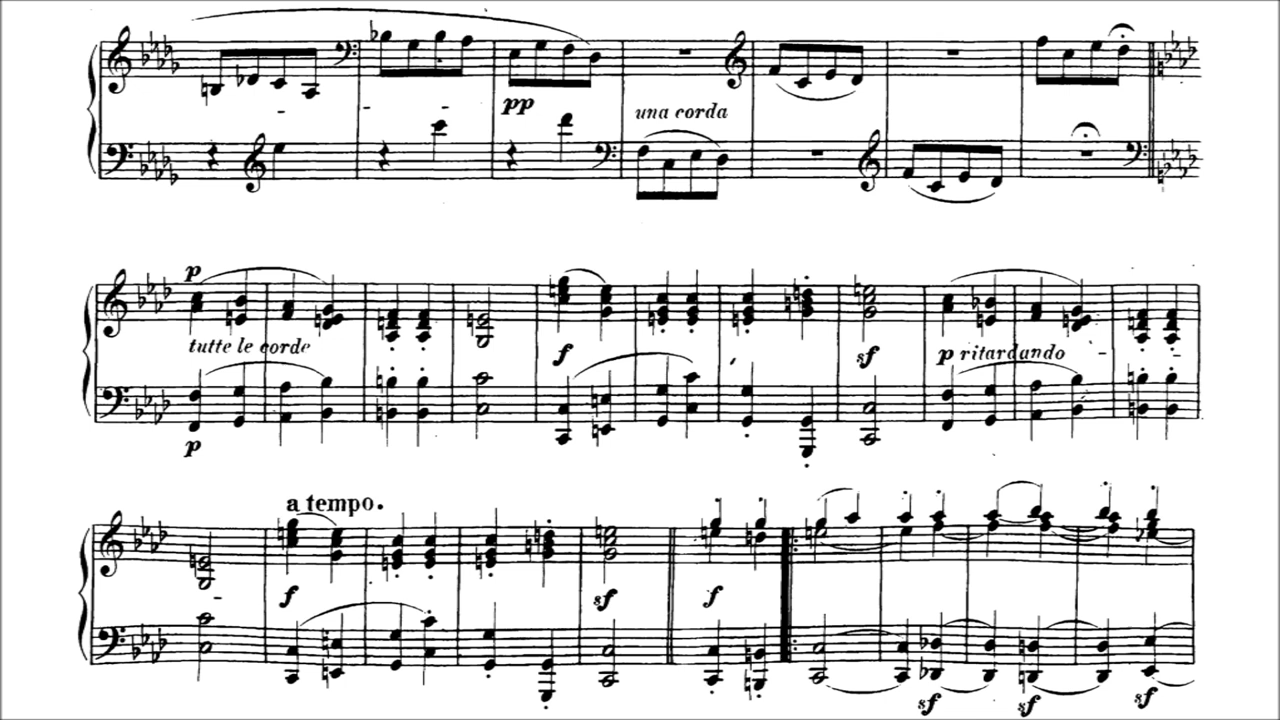 pp
una corda
p
tutte le corde
f
sf
p ritardando
p
a tempo.
f
sf
f
sf
sf
sf